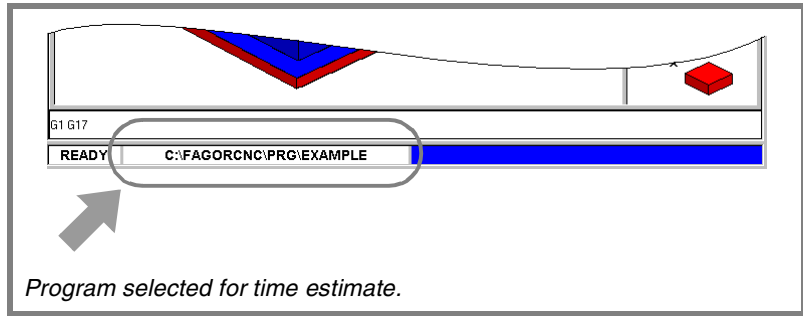 G1 G17
READY C:\FAGORCNC\PRG\EXAMPLE
Program selected for time estimate.